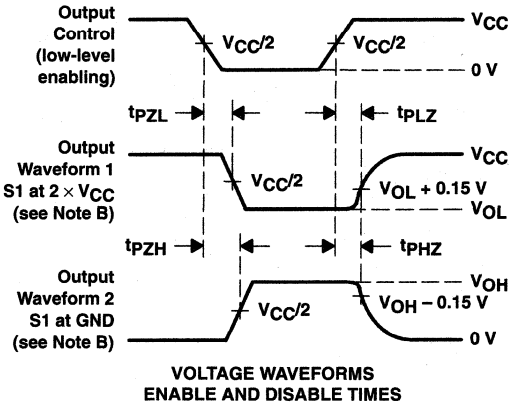 Output
Control
(low-level
enabling)
VCC/2
VCC/2
VCC
0 V
tPZL
tPLZ
Output
Waveform 1
S1 at 2 × VCC
(see Note B)
VCC/2
VCC
VOL + 0.15 V
VOL
tPZH
tPHZ
Output
Waveform 2
S1 at GND
(see Note B)
VCC/2
VOH
VOH − 0.15 V
0 V
VOLTAGE WAVEFORMS
ENABLE AND DISABLE TIMES